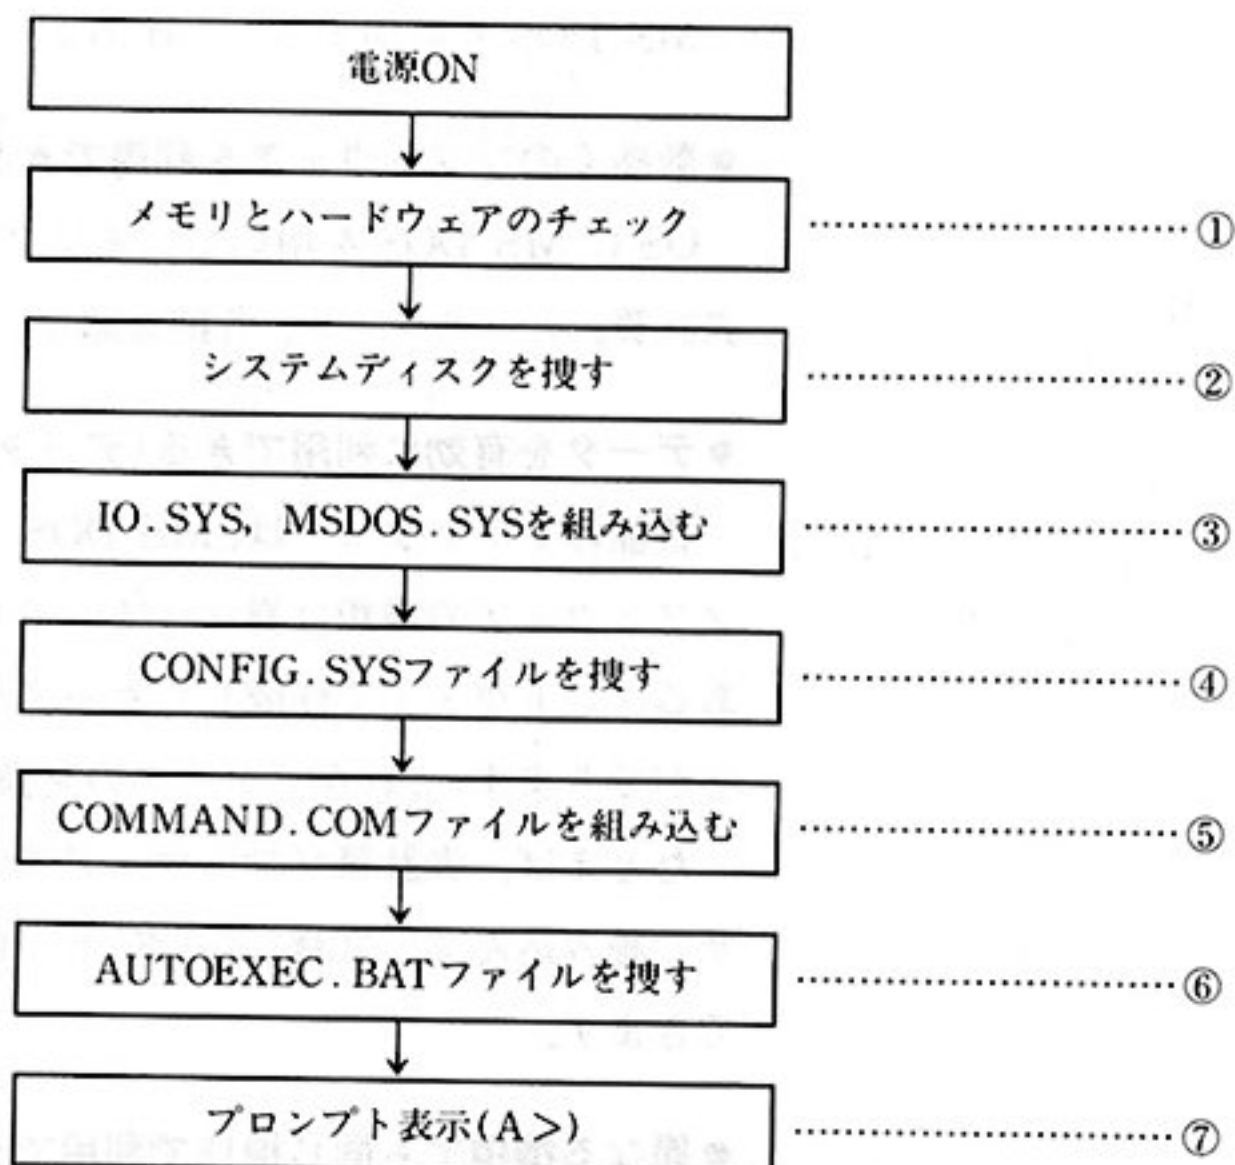 電源ON
メモリとハードウェアのチェック ①
システムディスクを捜す ②
IO.SYS, MSDOS.SYSを組み込む ③
CONFIG.SYSファイルを捜す ④
COMMAND.COMファイルを組み込む ⑤
AUTOEXEC.BATファイルを捜す ⑥
プロンプト表示(A>) ⑦